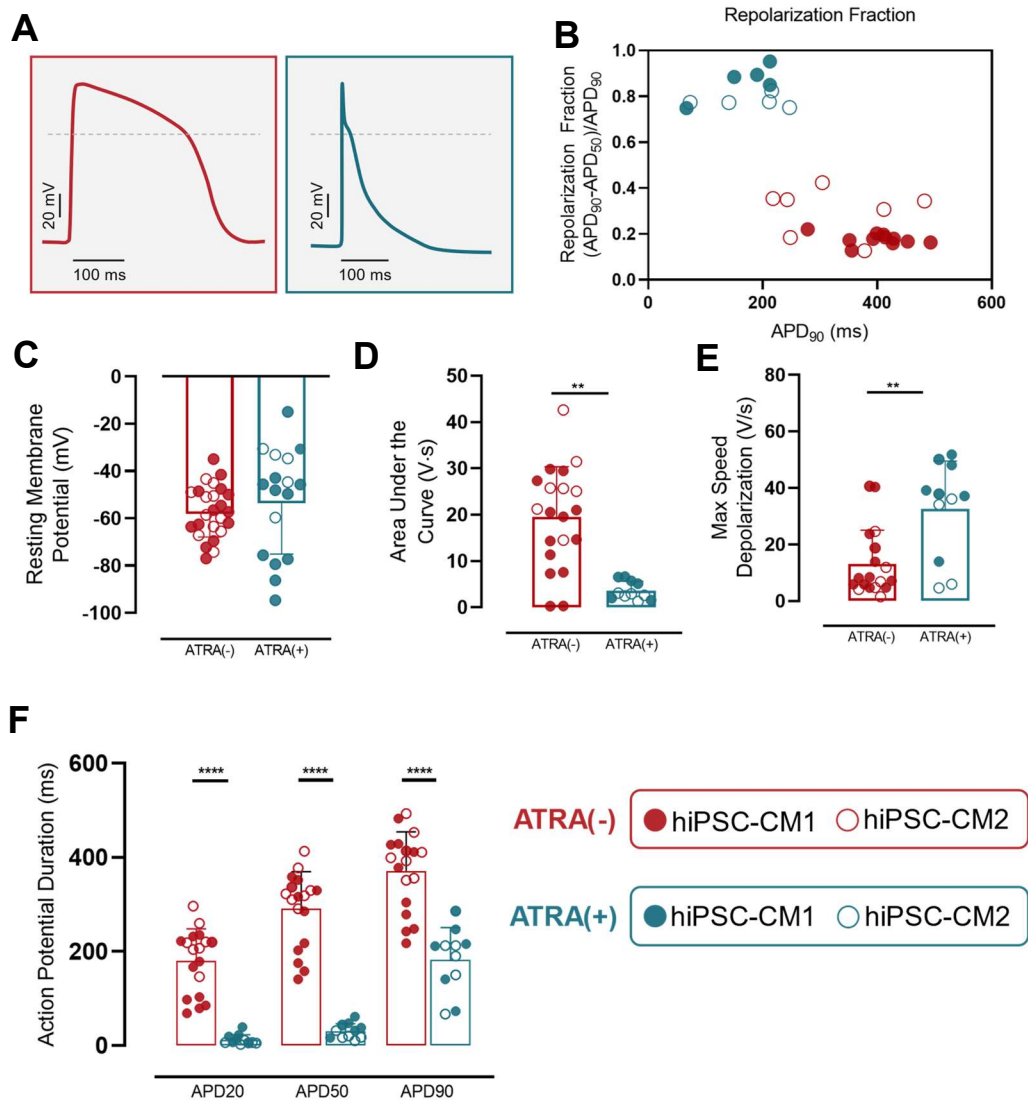 A
20 mV
100 ms
20 mV
100 ms
B
Repolarization Fraction
Repolarization Fraction
(APD90-APD50)/APD90
1.0
0.8
0.6
0.4
0.2
0.0
0
200
400
600
APD90 (ms)
C
Resting Membrane
Potential (mV)
0
-20
-40
-60
-80
-100
ATRA(-)
ATRA(+)
D
Area Under the
Curve (V·s)
50
40
30
20
10
0
**
ATRA(-)
ATRA(+)
E
Max Speed
Depolarization (V/s)
80
60
40
20
0
**
ATRA(-)
ATRA(+)
F
Action Potential Duration (ms)
600
400
200
0
****
****
****
APD20
APD50
APD90
ATRA(-) hiPSC-CM1 hiPSC-CM2
ATRA(+) hiPSC-CM1 hiPSC-CM2